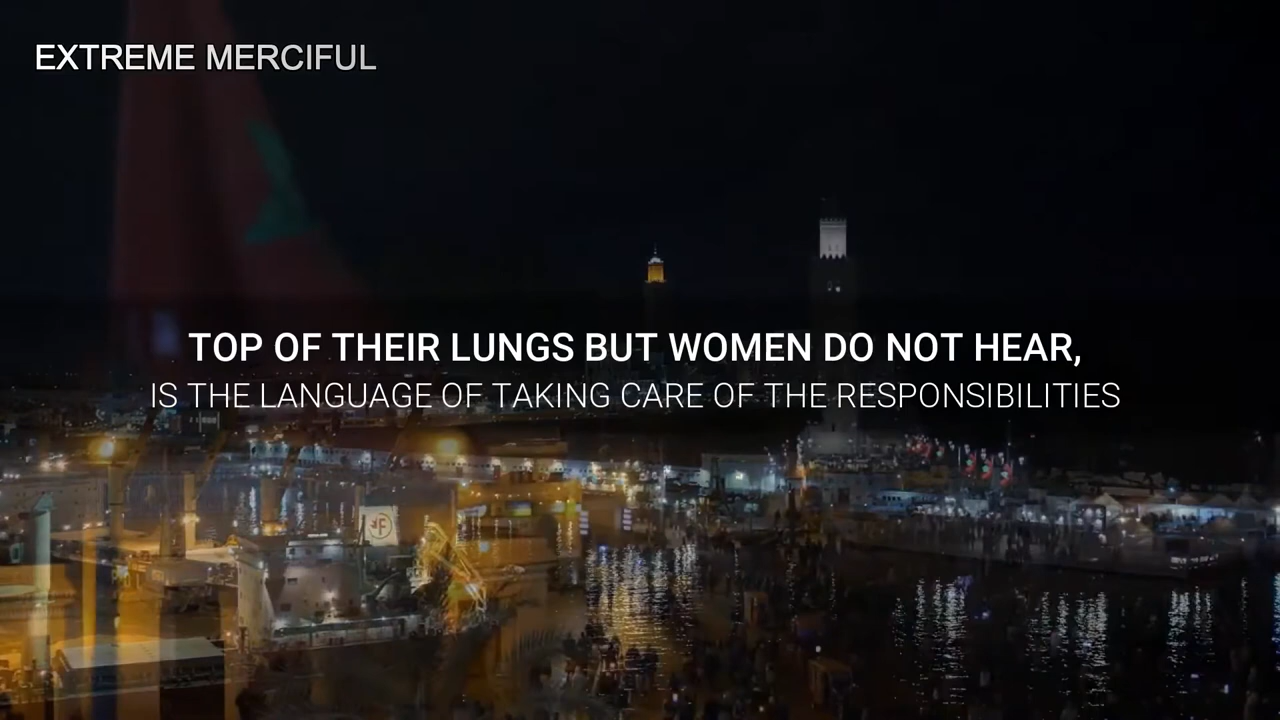 EXTREME MERCIFUL
TOP OF THEIR LUNGS BUT WOMEN DO NOT HEAR,
IS THE LANGUAGE OF TAKING CARE OF THE RESPONSIBILITIES